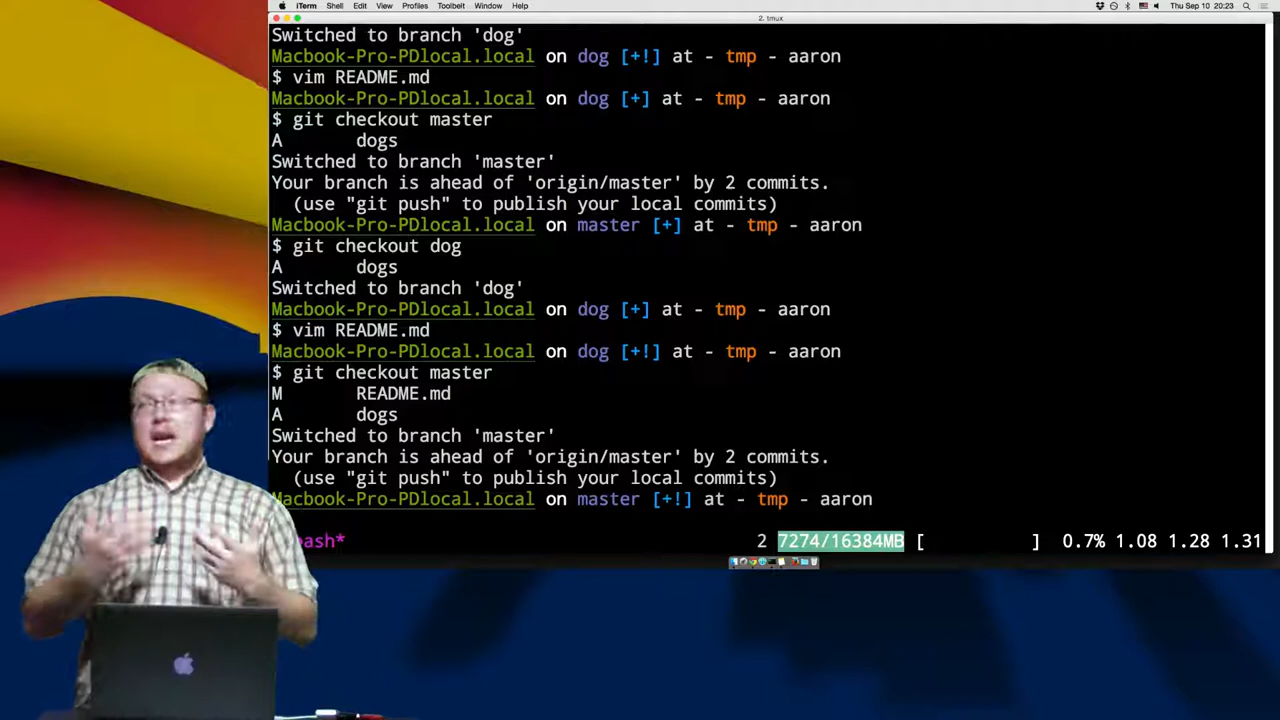 iTerm Shell Edit View Profiles Toolbelt Window Help Thu Sep 10 20:23
2. tmux
Switched to branch 'dog'
Macbook-Pro-PDlocal.local on dog [+!] at - tmp - aaron
$ vim README.md
Macbook-Pro-PDlocal.local on dog [+] at - tmp - aaron
$ git checkout master
A dogs
Switched to branch 'master'
Your branch is ahead of 'origin/master' by 2 commits.
(use "git push" to publish your local commits)
Macbook-Pro-PDlocal.local on master [+] at - tmp - aaron
$ git checkout dog
A dogs
Switched to branch 'dog'
Macbook-Pro-PDlocal.local on dog [+] at - tmp - aaron
$ vim README.md
Macbook-Pro-PDlocal.local on dog [+!] at - tmp - aaron
$ git checkout master
M README.md
A dogs
Switched to branch 'master'
Your branch is ahead of 'origin/master' by 2 commits.
(use "git push" to publish your local commits)
Macbook-Pro-PDlocal.local on master [+!] at - tmp - aaron
bash* 2 7274/16384MB [ ] 0.7% 1.08 1.28 1.31